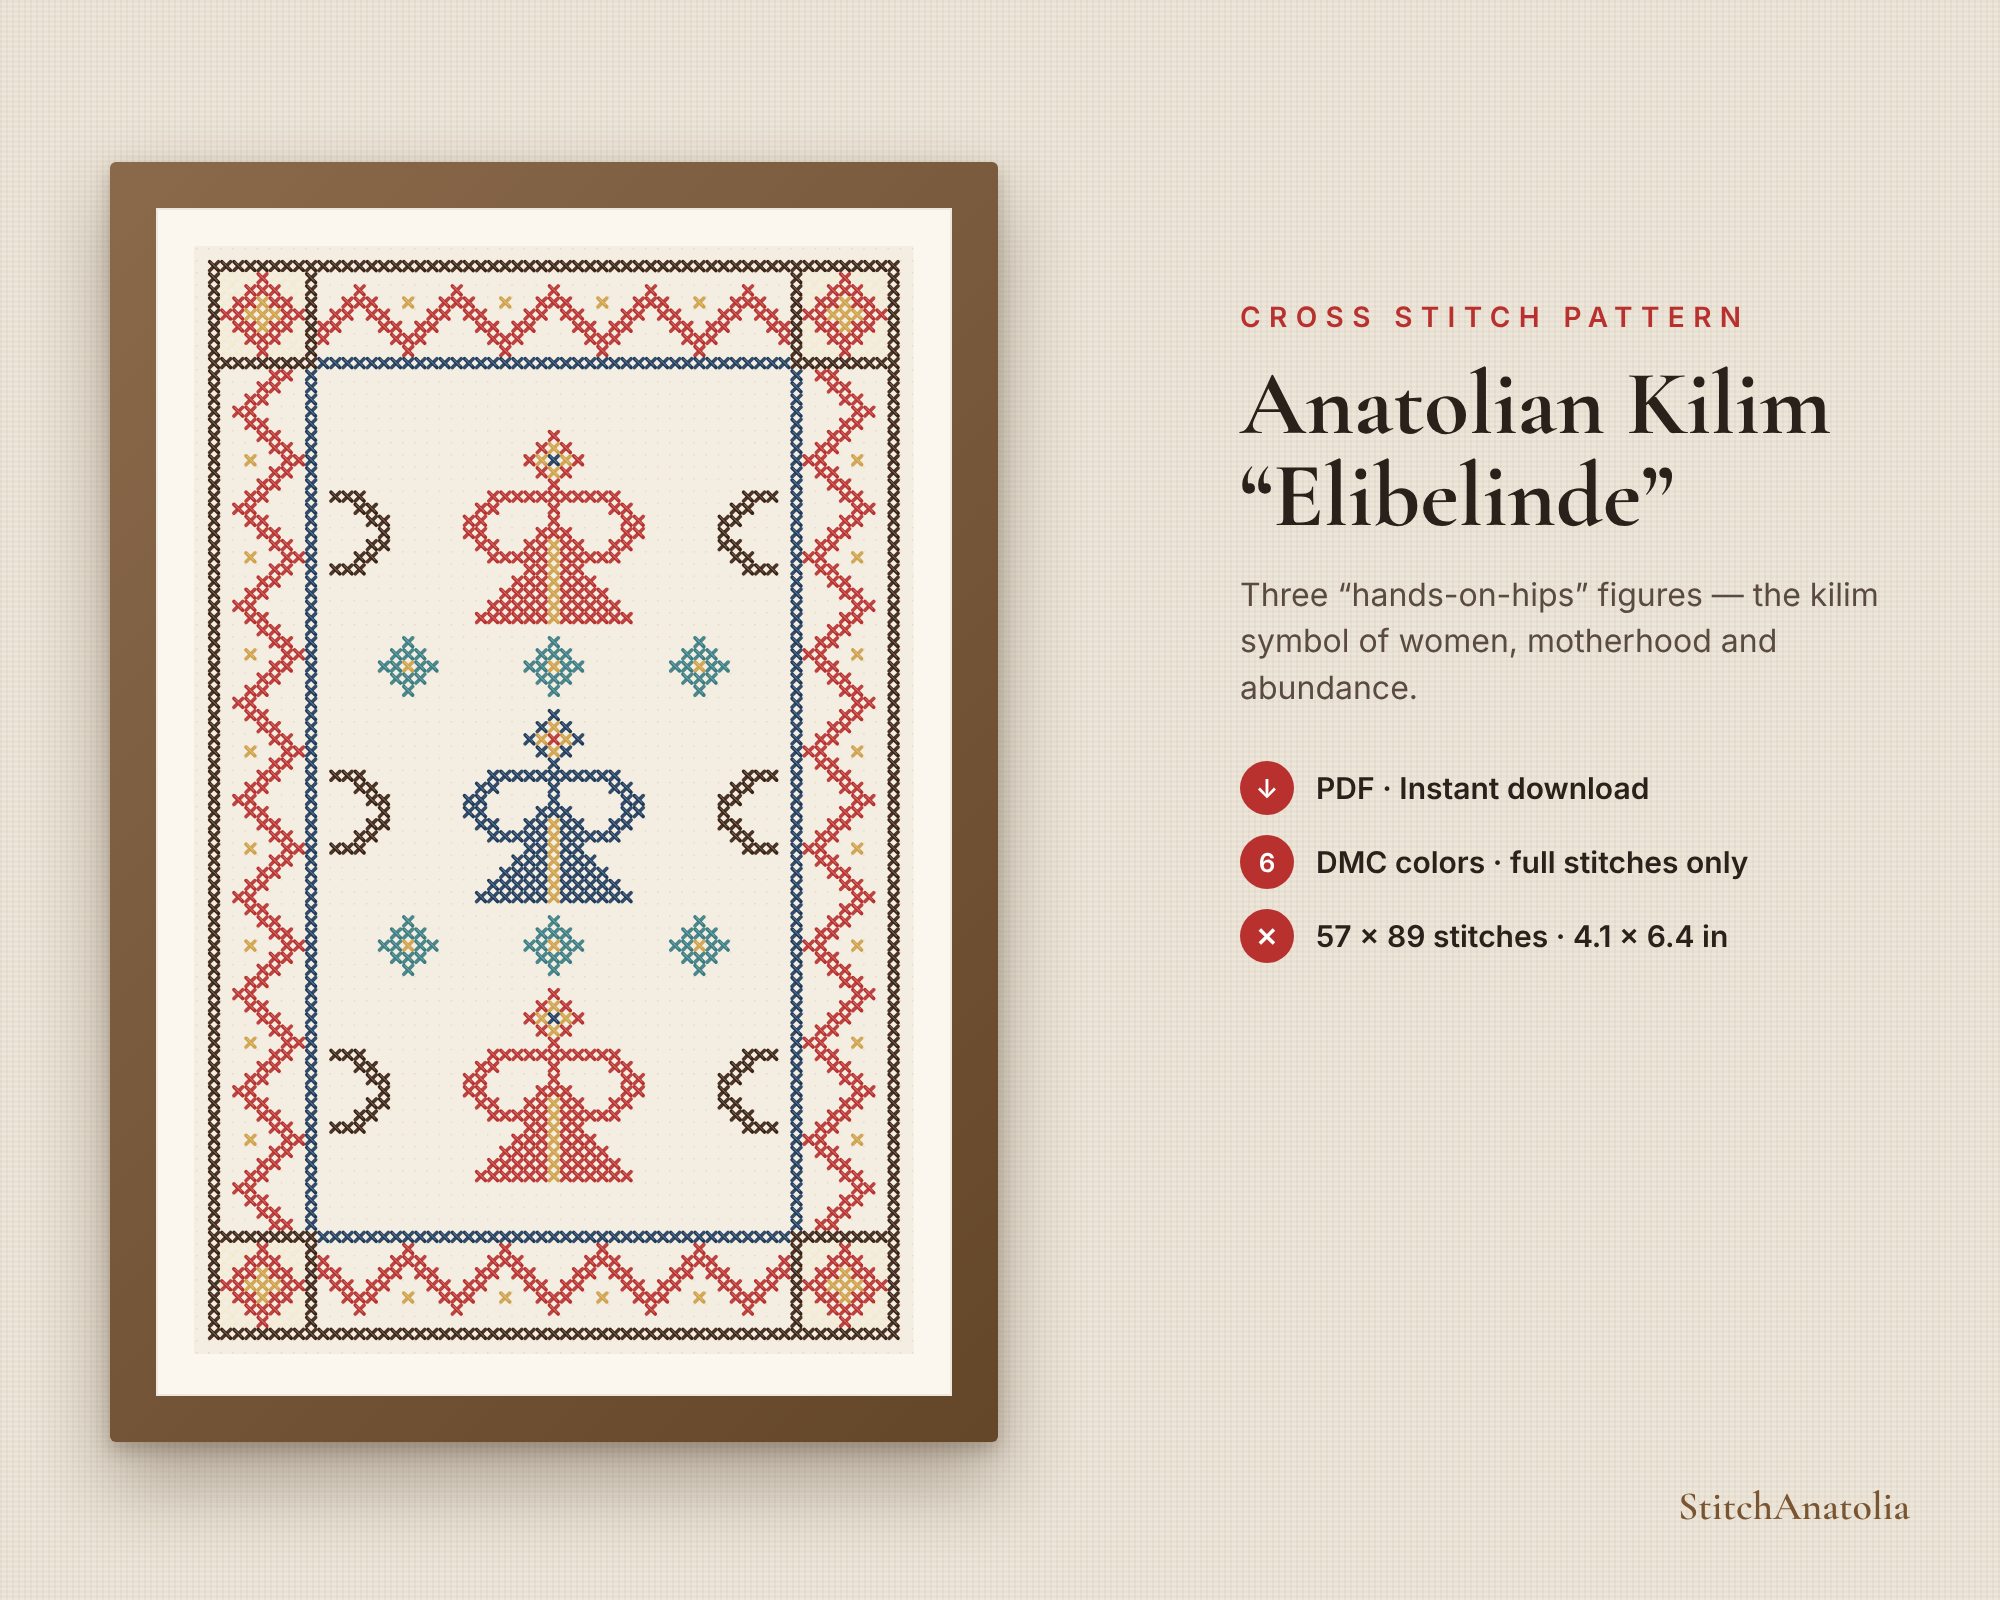 CROSS STITCH PATTERN
Anatolian Kilim
“Elibelinde”
Three “hands-on-hips” figures — the kilim
symbol of women, motherhood and
abundance.
PDF · Instant download
6 DMC colors · full stitches only
57 × 89 stitches · 4.1 × 6.4 in
StitchAnatolia